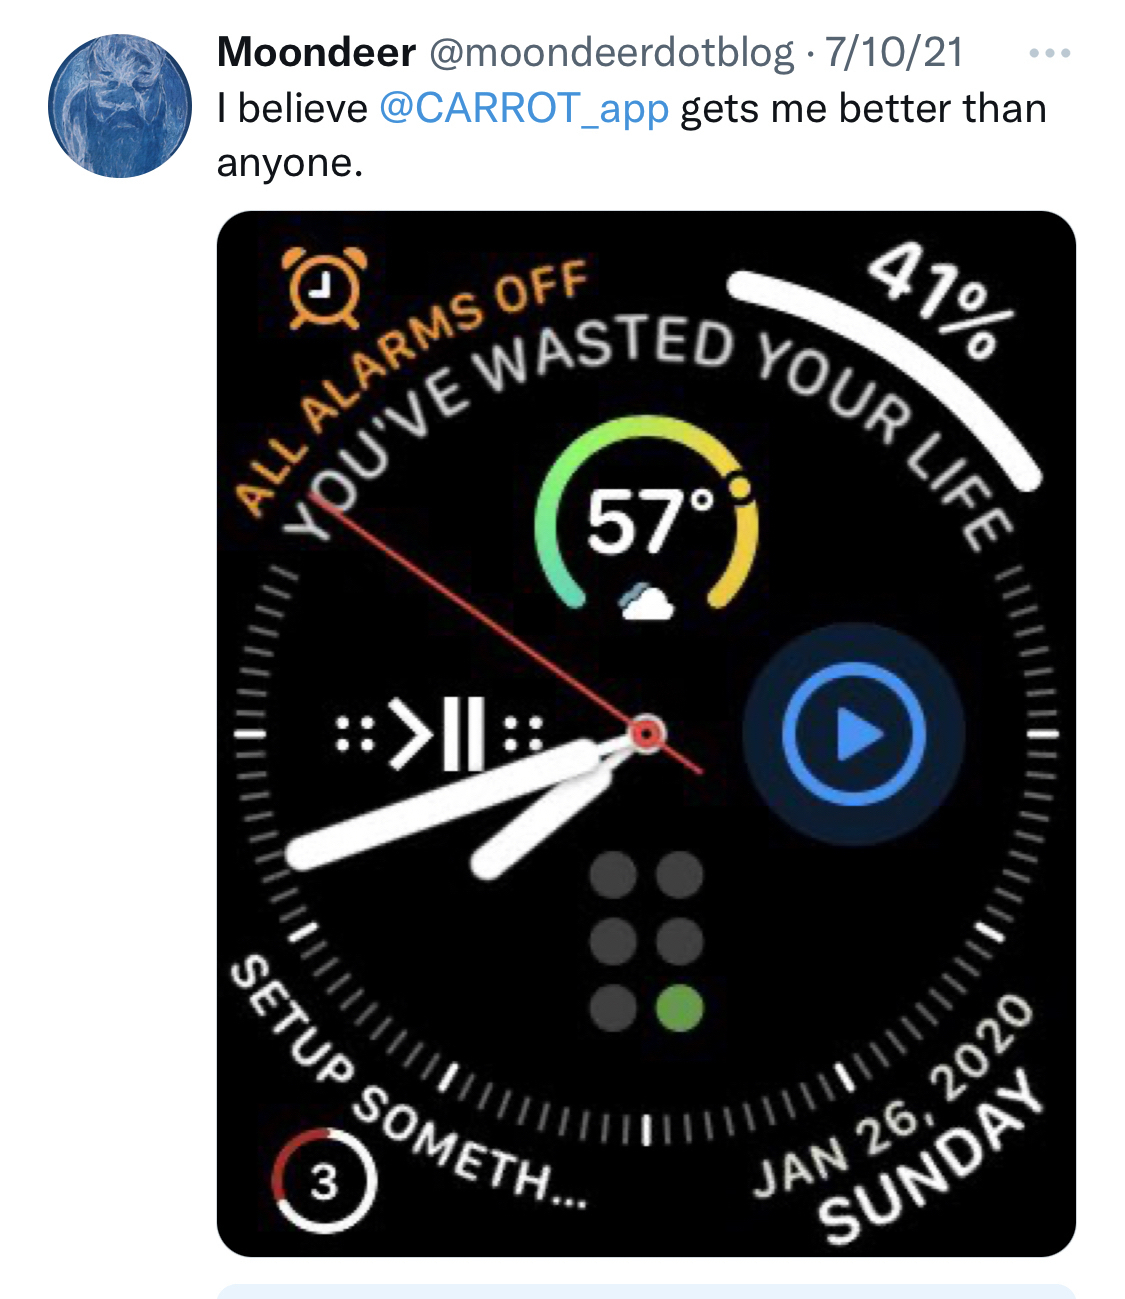 Moondeer @moondeerdotblog · 7/10/21
I believe @CARROT_app gets me better than
anyone.
ALL ALARMS OFF
41%
YOU'VE WASTED YOUR LIFE
57°
SETUP SOMETH...
3
JAN 26, 2020
SUNDAY